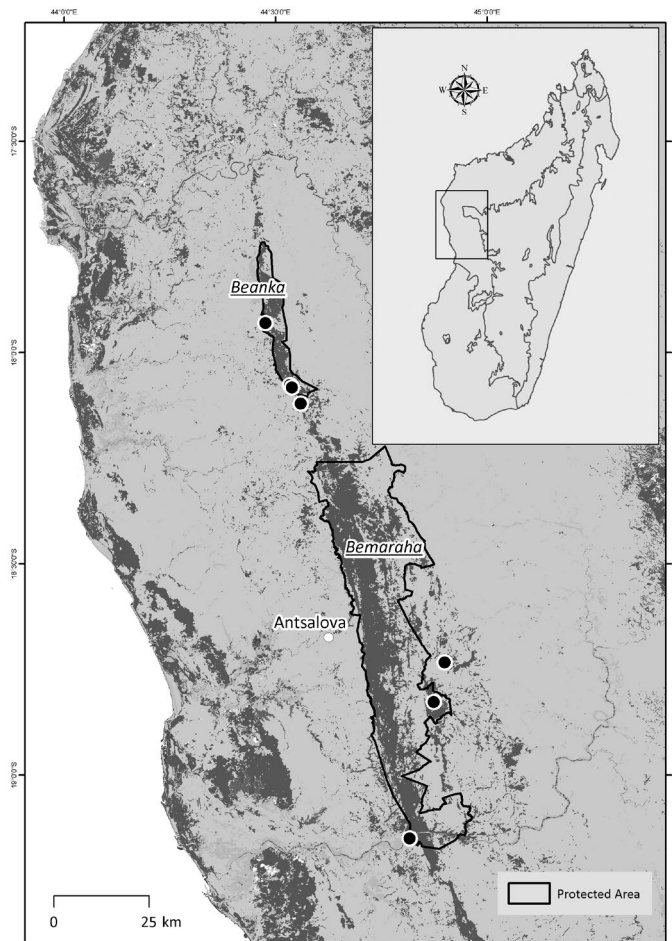 44°0'0"E
44°30'0"E
45°0'0"E
N
W E
S
17°30'0"S
Beanka
18°0'0"S
Bemaraha
18°30'0"S
Antsalova
19°0'0"S
Protected Area
0 25 km